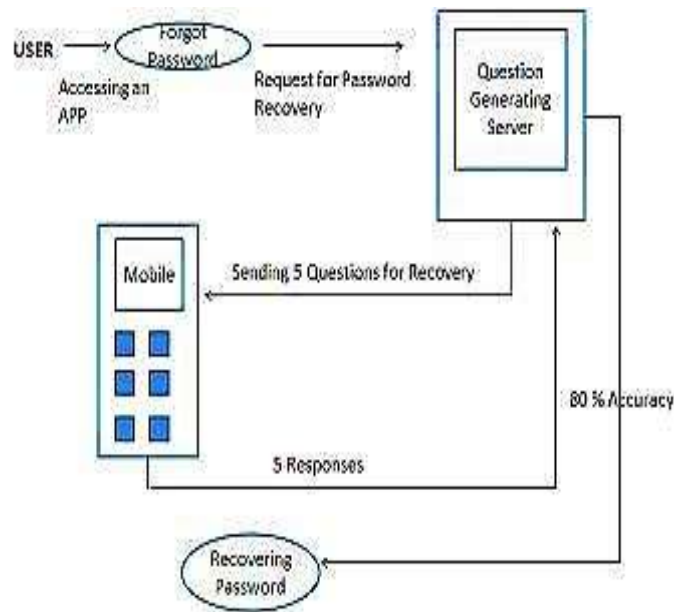 USER
Forgot
Password
Accessing an
APP
Request for Password
Recovery
Question
Generating
Server
Mobile
Sending 5 Questions for Recovery
80 % Accuracy
5 Responses
Recovering
Password